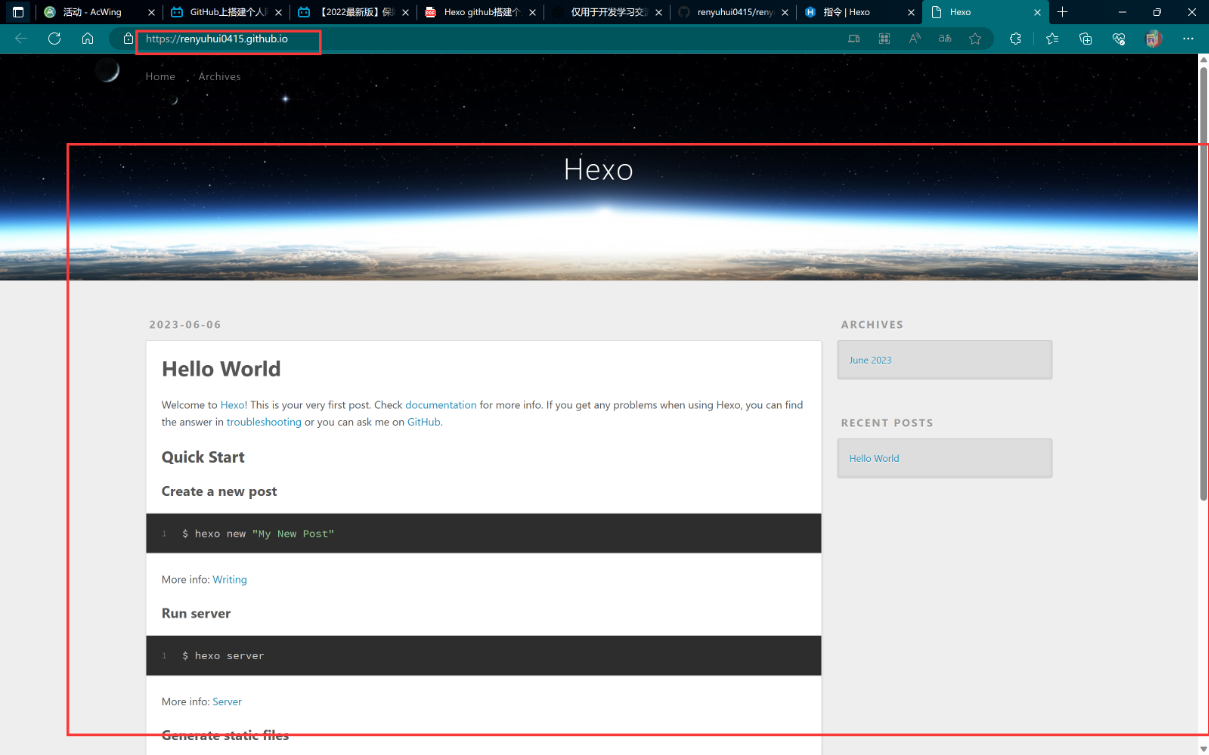 活动 - AcWing
GitHub上搭建个人
【2022最新版】保
Hexo github搭建个
仅用于开发学习交
renyuhui0415/reny
指令 | Hexo
Hexo
https://renyuhui0415.github.io
Home
Archives
Hexo
2023-06-06
ARCHIVES
Hello World
June 2023
Welcome to Hexo! This is your very first post. Check documentation for more info. If you get any problems when using Hexo, you can find
the answer in troubleshooting or you can ask me on GitHub.
RECENT POSTS
Quick Start
Hello World
Create a new post
1 $ hexo new "My New Post"
More info: Writing
Run server
1 $ hexo server
More info: Server
Generate static files